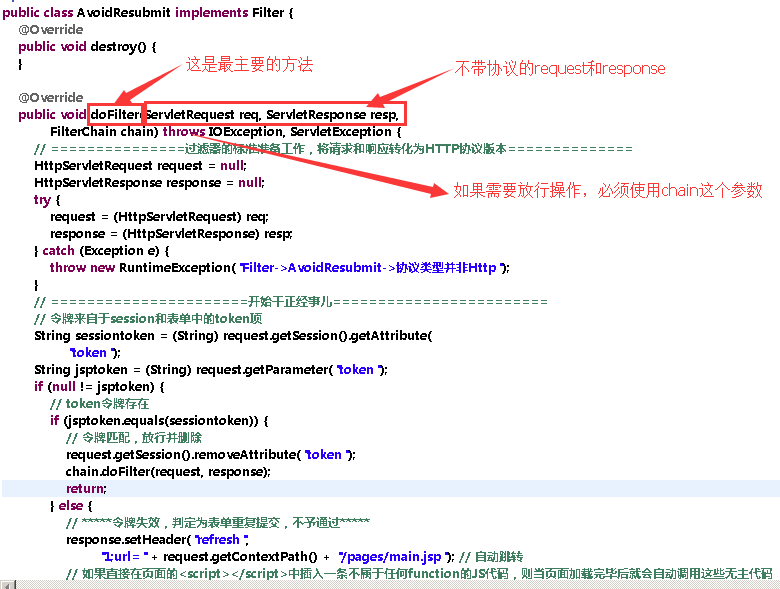 public class AvoidResubmit implements Filter {
@Override
public void destroy() {
}
这是最主要的方法
不带协议的request和response
@Override
public void doFilter(ServletRequest req, ServletResponse resp,
FilterChain chain) throws IOException, ServletException {
// ===============过滤器的标准准备工作，将请求和响应转化为HTTP协议版本==============
HttpServletRequest request = null;
HttpServletResponse response = null;
如果需要放行操作，必须使用chain这个参数
try {
request = (HttpServletRequest) req;
response = (HttpServletResponse) resp;
} catch (Exception e) {
throw new RuntimeException("Filter->AvoidResubmit->协议类型并非Http");
}
// ======================开始干正经事儿========================
// 令牌来自于session和表单中的token项
String sessiontoken = (String) request.getSession().getAttribute(
"token");
String jsptoken = (String) request.getParameter("token");
if (null != jsptoken) {
// token令牌存在
if (jsptoken.equals(sessiontoken)) {
// 令牌匹配，放行并删除
request.getSession().removeAttribute("token");
chain.doFilter(request, response);
return;
} else {
// *****令牌失效，判定为表单重复提交，不予通过*****
response.setHeader("refresh",
"1;url=" + request.getContextPath() + "/pages/main.jsp"); // 自动跳转
// 如果直接在页面的<script></script>中插入一条不属于任何function的JS代码，则当页面加载完毕后就会自动调用这些无主代码